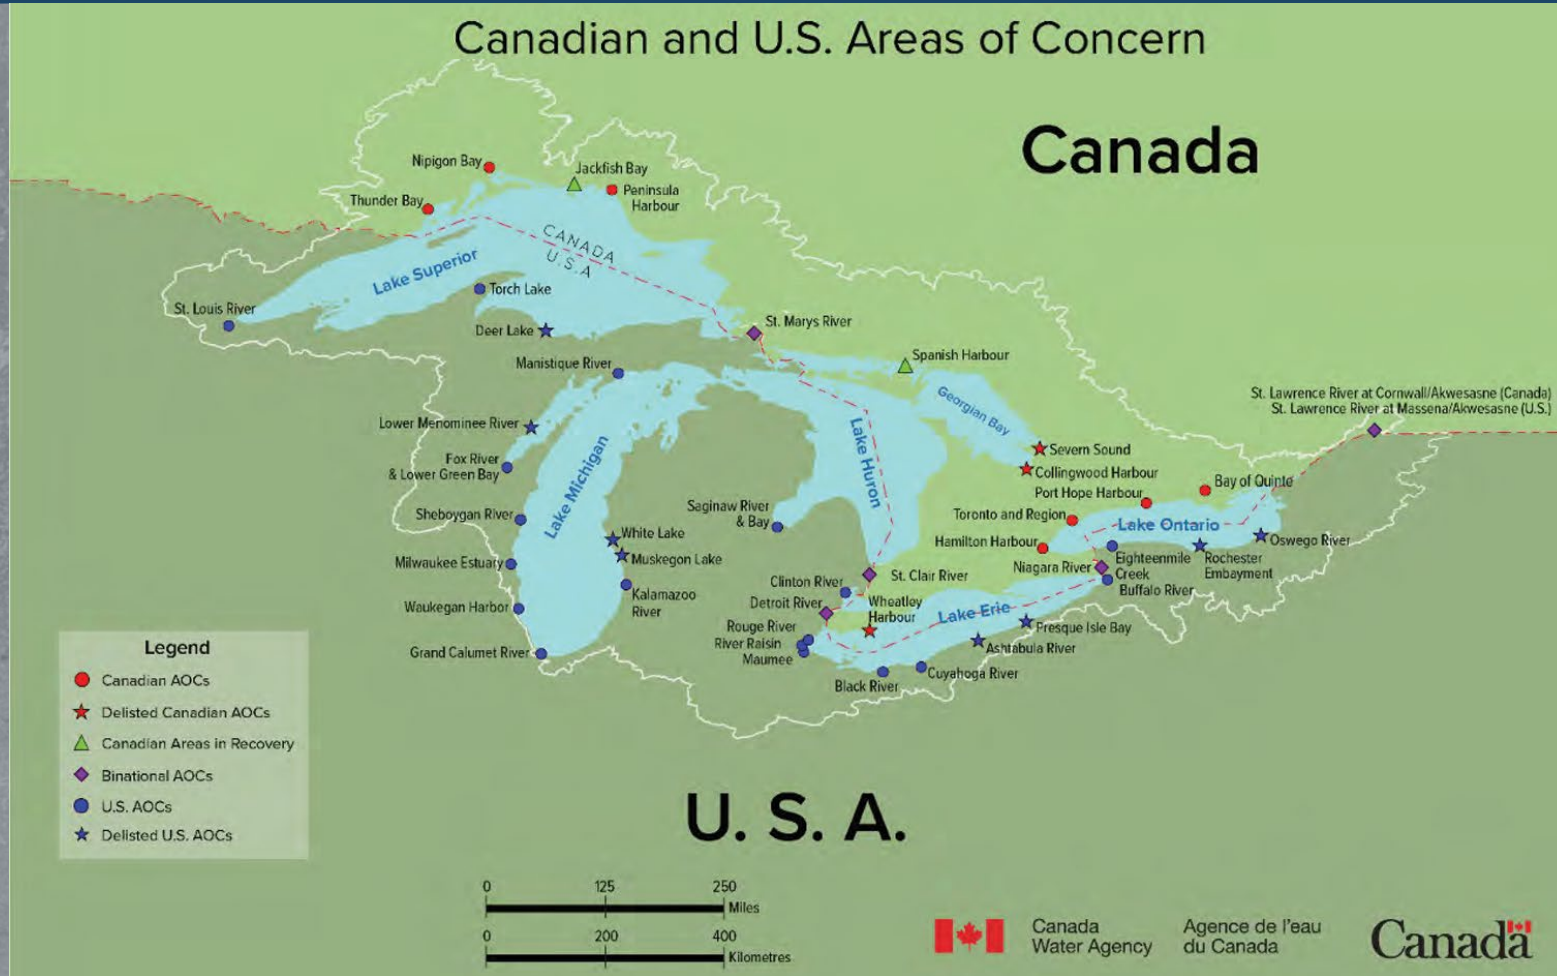 Canadian and U.S. Areas of Concern
Canada
Nipigon Bay
Jackfish Bay
Thunder Bay
Peninsula
Harbour
CANADA
U.S.A
Lake Superior
Torch Lake
St. Louis River
Deer Lake
St. Marys River
Manistique River
Spanish Harbour
Georgian Bay
St. Lawrence River at Cornwall/Akwesasne (Canada)
St. Lawrence River at Massena/Akwesasne (U.S.)
Lower Menominee River
Lake Huron
Severn Sound
Fox River
& Lower Green Bay
Lake Michigan
Collingwood Harbour
Bay of Quinte
Port Hope Harbour
Saginaw River
& Bay
Sheboygan River
Toronto and Region
Lake Ontario
White Lake
Hamilton Harbour
Oswego River
Muskegon Lake
Eighteenmile
Creek
Rochester
Embayment
Milwaukee Estuary
Niagara River
St. Clair River
Clinton River
Buffalo River
Kalamazoo
River
Waukegan Harbor
Detroit River
Wheatley
Harbour
Lake Erie
Rouge River
Presque Isle Bay
River Raisin
Ashtabula River
Grand Calumet River
Maumee
Cuyahoga River
Black River
Legend
Canadian AOCs
Delisted Canadian AOCs
Canadian Areas in Recovery
Binational AOCs
U.S. AOCs
Delisted U.S. AOCs
U. S. A.
0 125 250
Miles
0 200 400
Kilometres
Canada
Water Agency
Agence de l'eau
du Canada
Canada